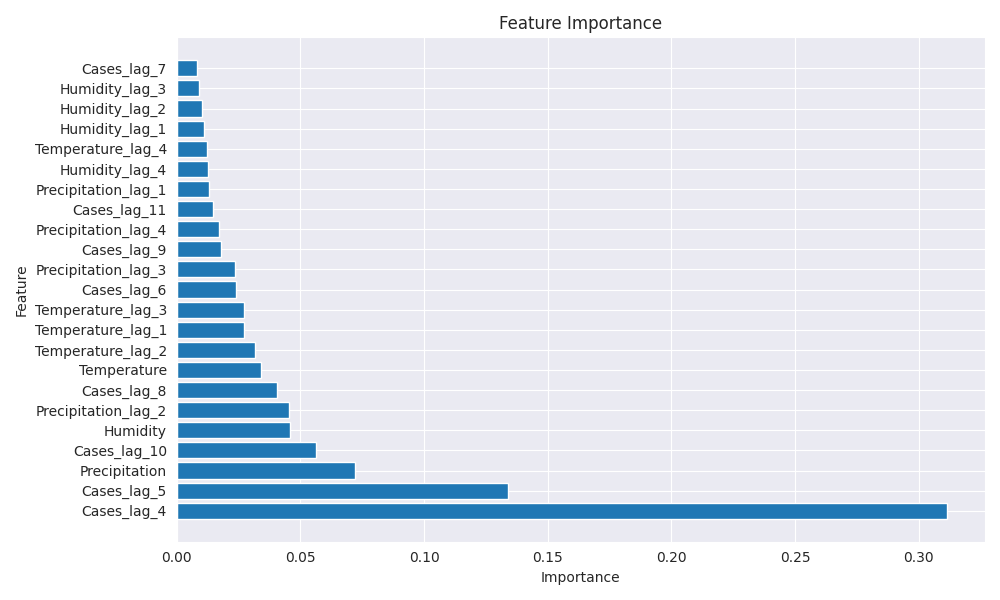 Feature Importance
Cases_lag_7
Humidity_lag_3
Humidity_lag_2
Humidity_lag_1
Temperature_lag_4
Humidity_lag_4
Precipitation_lag_1
Cases_lag_11
Precipitation_lag_4
Cases_lag_9
Precipitation_lag_3
Cases_lag_6
Temperature_lag_3
Temperature_lag_1
Temperature_lag_2
Temperature
Cases_lag_8
Precipitation_lag_2
Humidity
Cases_lag_10
Precipitation
Cases_lag_5
Cases_lag_4
Feature
0.00 0.05 0.10 0.15 0.20 0.25 0.30
Importance